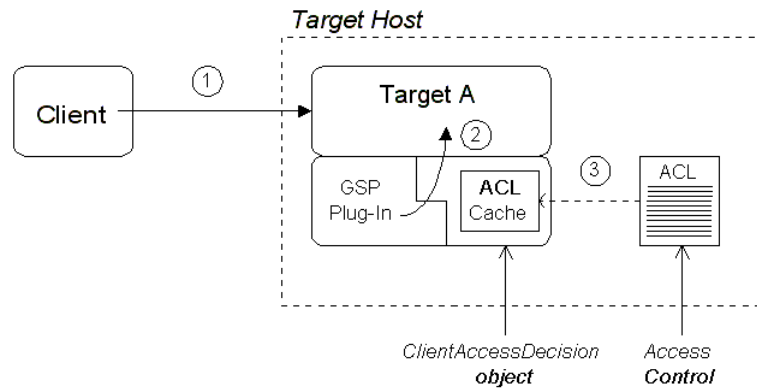 Target Host
1
Client
Target A
2
GSP
Plug-In
ACL
Cache
3
ACL
ClientAccessDecision
object
Access
Control